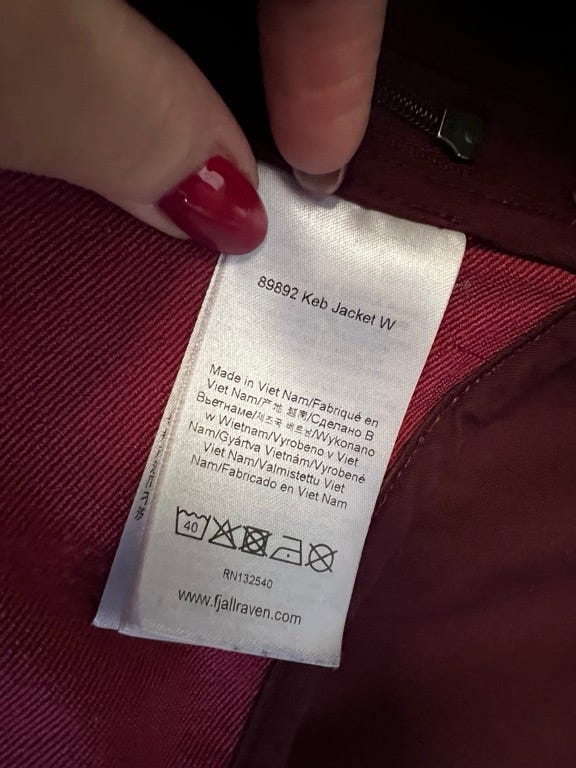 89892 Keb Jacket W
Made in Viet Nam/Fabriqué en
Viet Nam/产地 越南/Сделано В
Вьетнаме/제조국 베트남/Wykonano
w Wietnam/Vyrobeno v Viet
Nam/Gyártva Vietnám/Vyrobené
Viet Nam/Valmistettu Viet
Nam/Fabricado en Viet Nam
40
RN132540
www.fjallraven.com